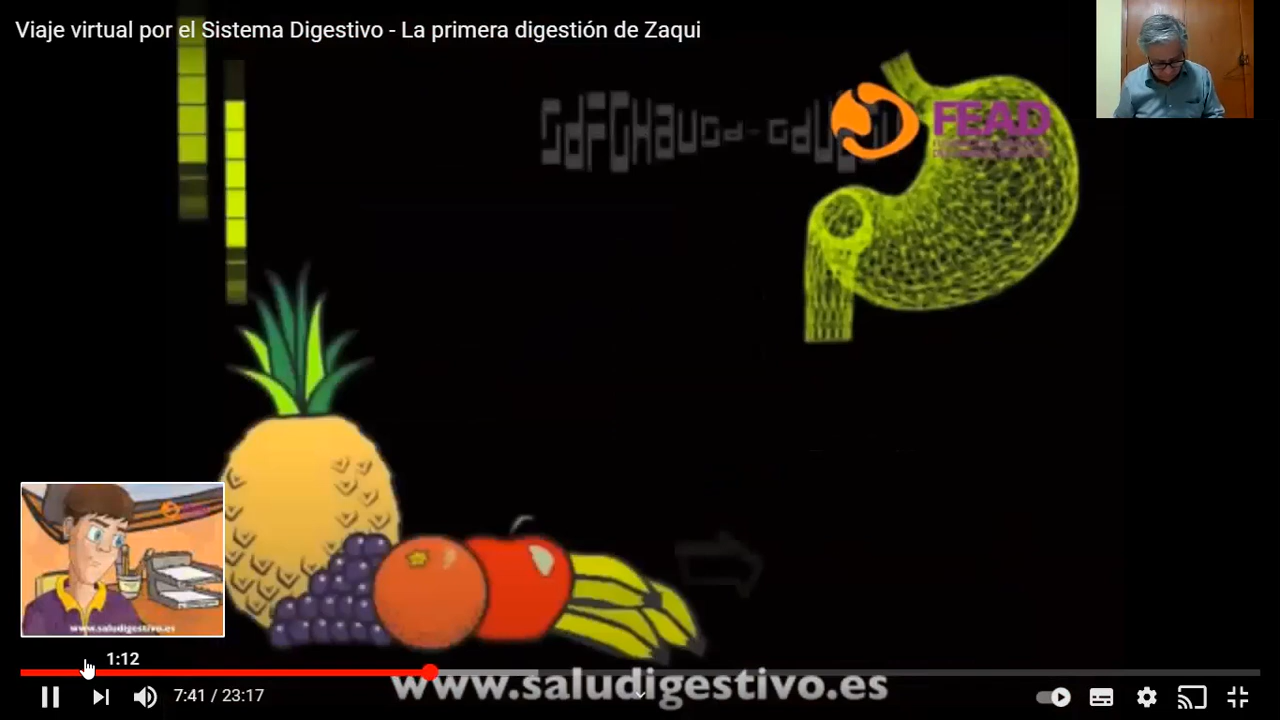 Viaje virtual por el Sistema Digestivo - La primera digestión de Zaqui
FEAD
www.saludigestivo.es
1:12
7:41 / 23:17
www.saludigestivo.es